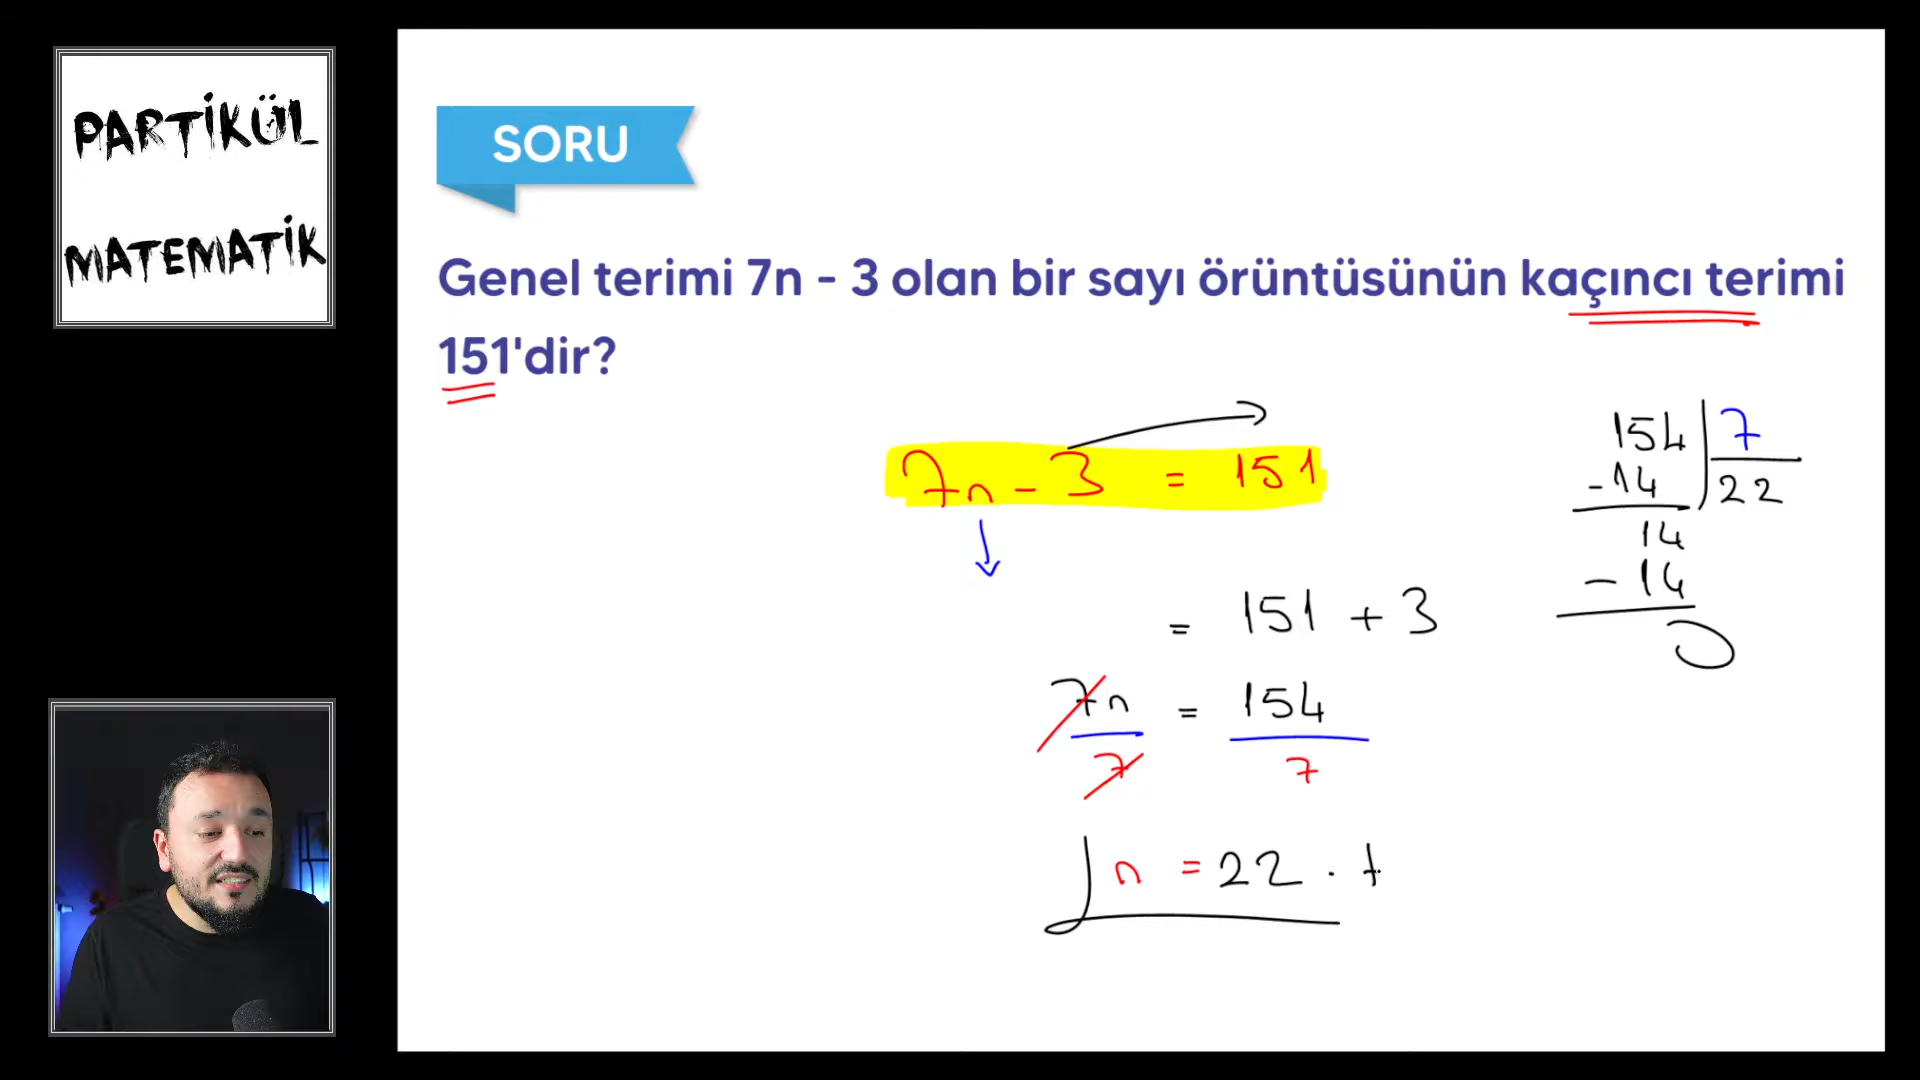 PARTİKÜL
MATEMATİK
SORU
Genel terimi 7n - 3 olan bir sayı örüntüsünün kaçıncı terimi
151'dir?
7n - 3 = 151
= 151 + 3
7n = 154
7 7
n = 22 . t
154 7
-14 22
14
- 14
0